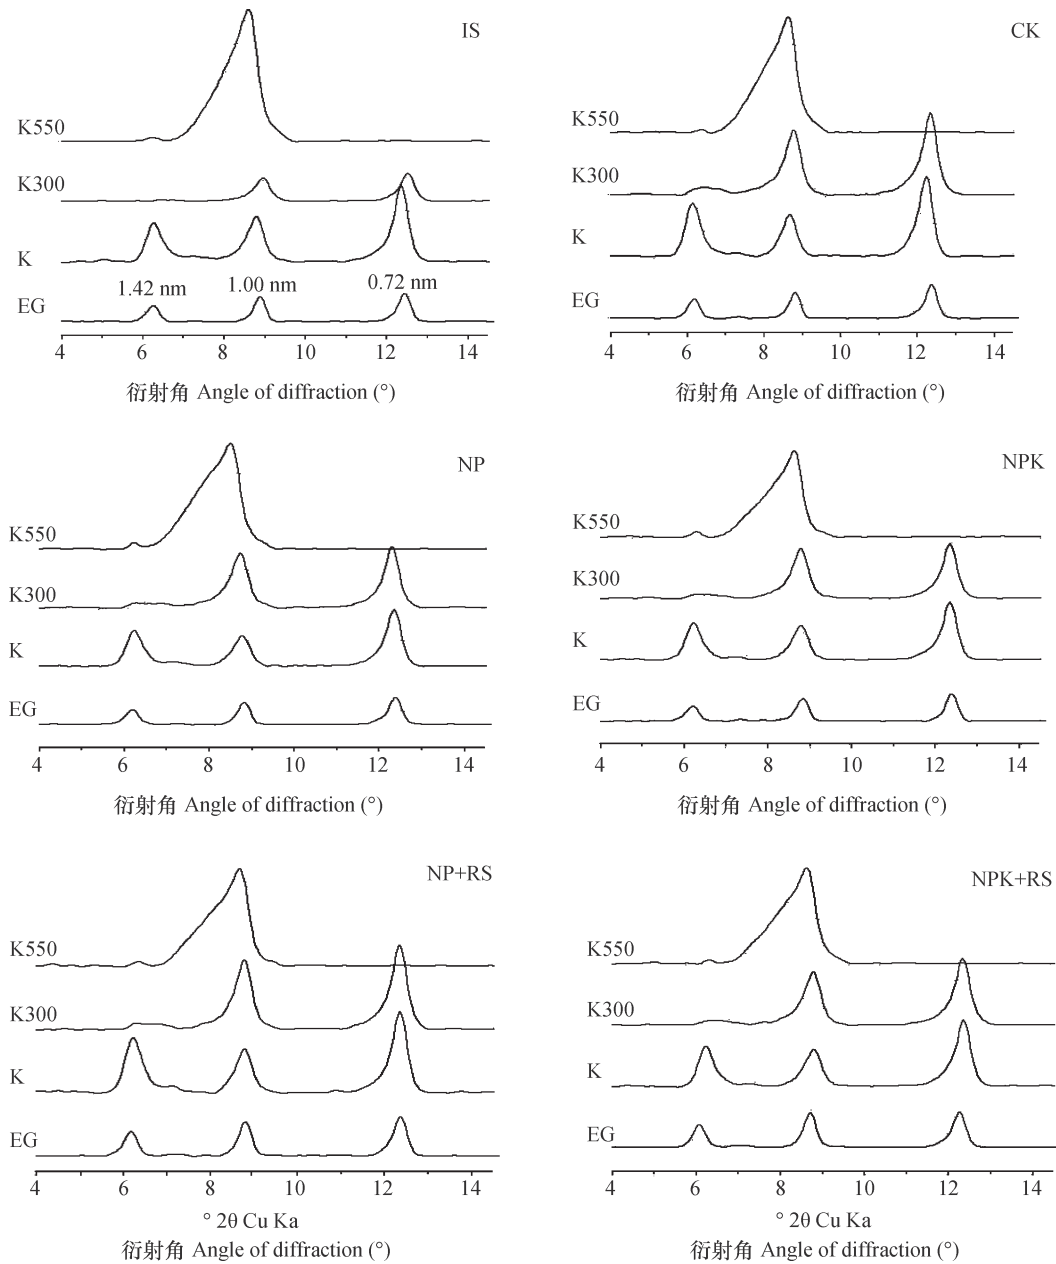 IS
K550
K300
K
1.42 nm 1.00 nm 0.72 nm
EG
4 6 8 10 12 14
衍射角 Angle of diffraction (°)
CK
K550
K300
K
EG
4 6 8 10 12 14
衍射角 Angle of diffraction (°)
NP
K550
K300
K
EG
4 6 8 10 12 14
衍射角 Angle of diffraction (°)
NPK
K550
K300
K
EG
4 6 8 10 12 14
衍射角 Angle of diffraction (°)
NP+RS
K550
K300
K
EG
4 6 8 10 12 14
° 2θ Cu Ka
衍射角 Angle of diffraction (°)
NPK+RS
K550
K300
K
EG
4 6 8 10 12 14
° 2θ Cu Ka
衍射角 Angle of diffraction (°)